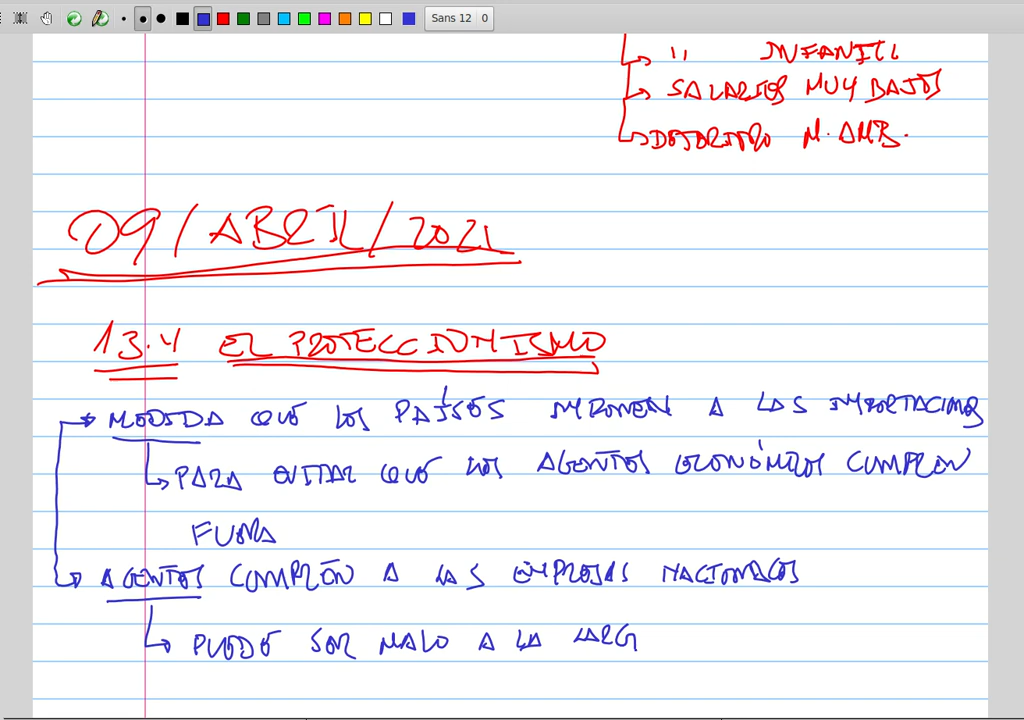 Sans 12 0
" INFANTIL
SALARIOS MUY BAJOS
DETERIORO M. AMB.
09/ABRIL/2021
13.4 EL PROTECCIONISMO
MEDIDA QUE LOS PAÍSES IMPONEN A LAS IMPORTACIONES
PARA EVITAR QUE LOS AGENTES ECONÓMICOS COMPREN
FUERA
AGENTES COMPREN A LAS EMPRESAS NACIONALES
PUEDE SER MALO A LA LARG